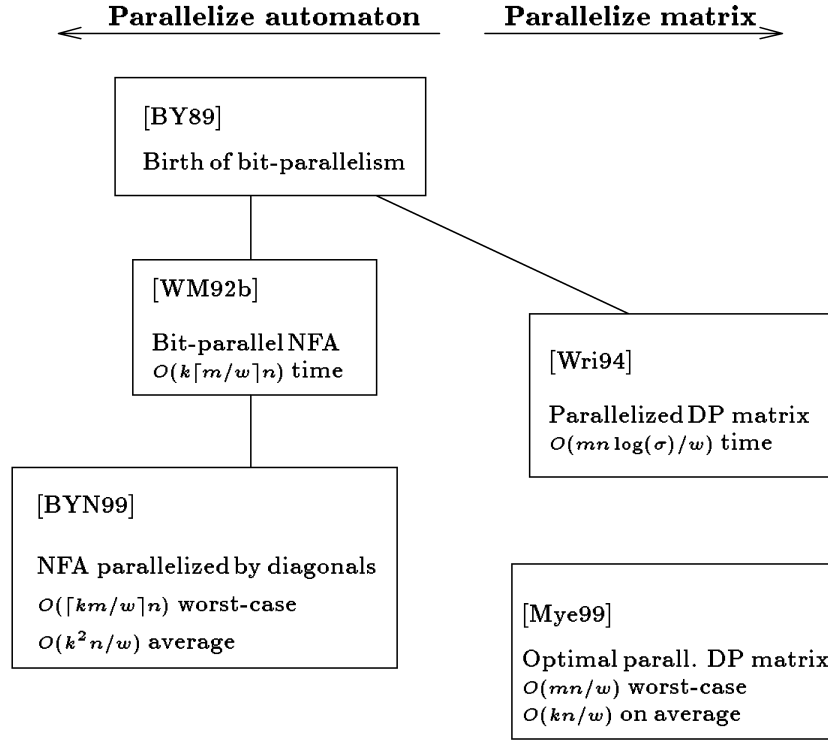 Parallelize automaton
Parallelize matrix
[BY89]
Birth of bit-parallelism
[WM92b]
Bit-parallel NFA
O(k⌈m/w⌉n) time
[Wri94]
Parallelized DP matrix
O(mn log(σ)/w) time
[BYN99]
NFA parallelized by diagonals
O(⌈km/w⌉n) worst-case
O(k²n/w) average
[Mye99]
Optimal parall. DP matrix
O(mn/w) worst-case
O(kn/w) on average